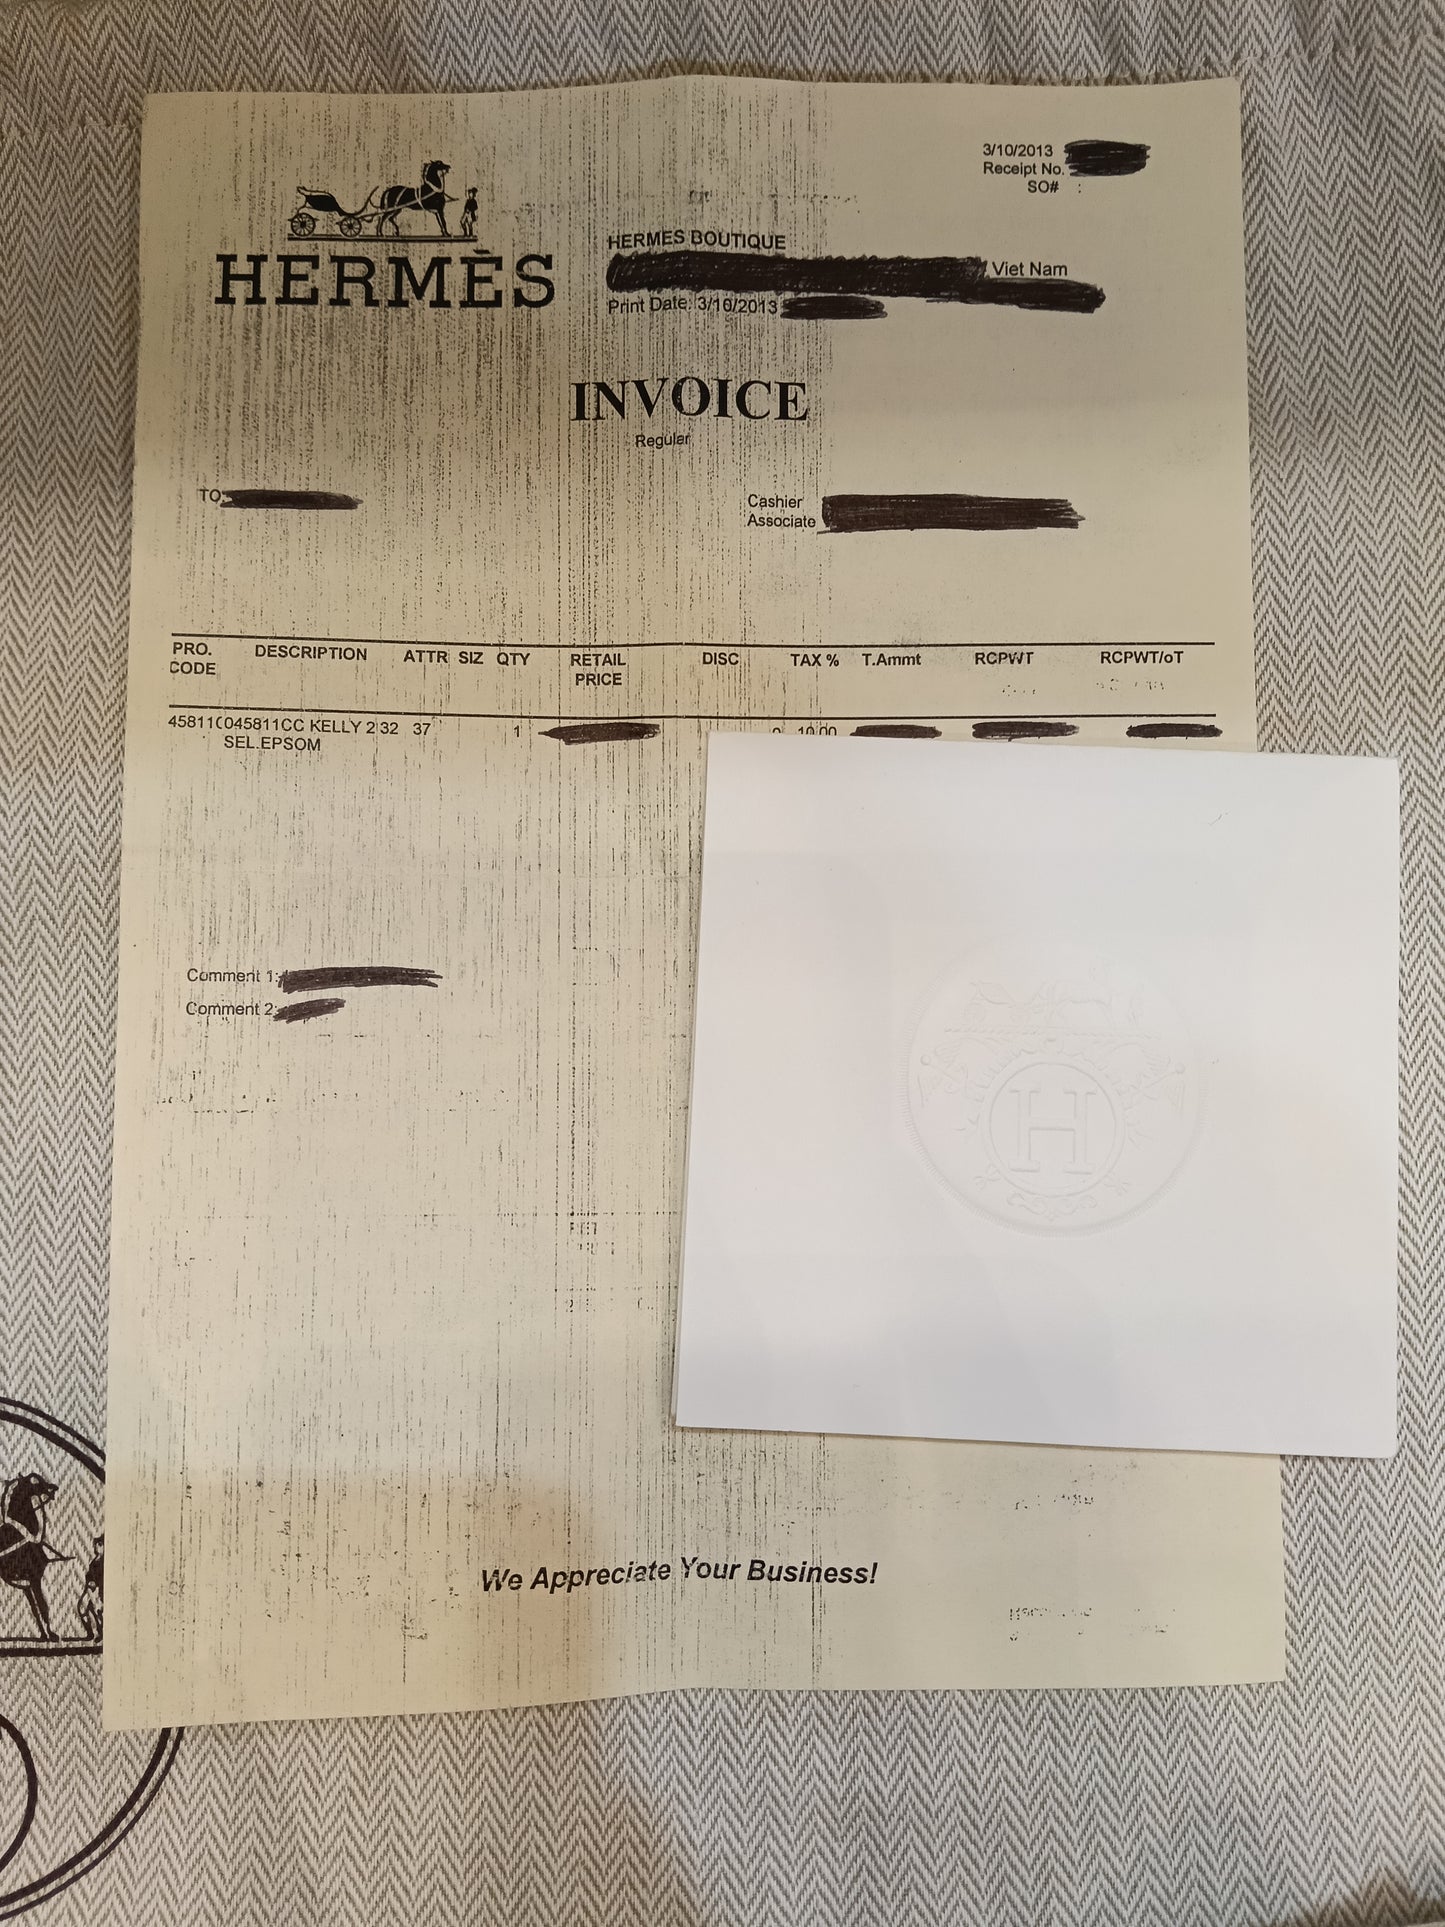 3/10/2013
Receipt No.
SO# :
HERMÈS
HERMES BOUTIQUE
Viet Nam
Print Date: 3/10/2013
INVOICE
Regular
TO:
Cashier
Associate
PRO. CODE DESCRIPTION ATTR SIZ QTY RETAIL PRICE DISC TAX % T.Ammt RCPWT RCPWT/oT
45811C045811CC KELLY 2 32 37 1 0 10.00
SEL.EPSOM
Comment 1:
Comment 2:
H
We Appreciate Your Business!